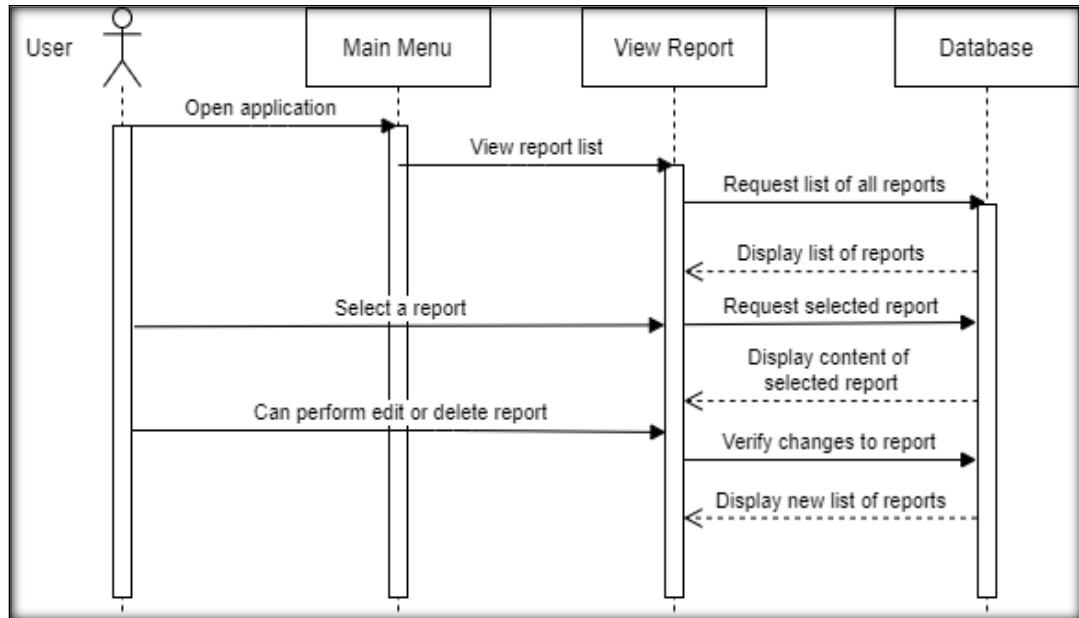 User
Main Menu
View Report
Database
Open application
View report list
Request list of all reports
Display list of reports
Select a report
Request selected report
Display content of
selected report
Can perform edit or delete report
Verify changes to report
Display new list of reports